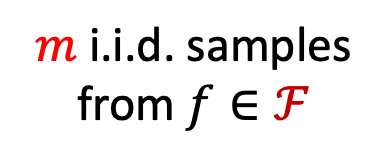 𝑚 i.i.d. samples
from 𝑓 ∈ ℱ